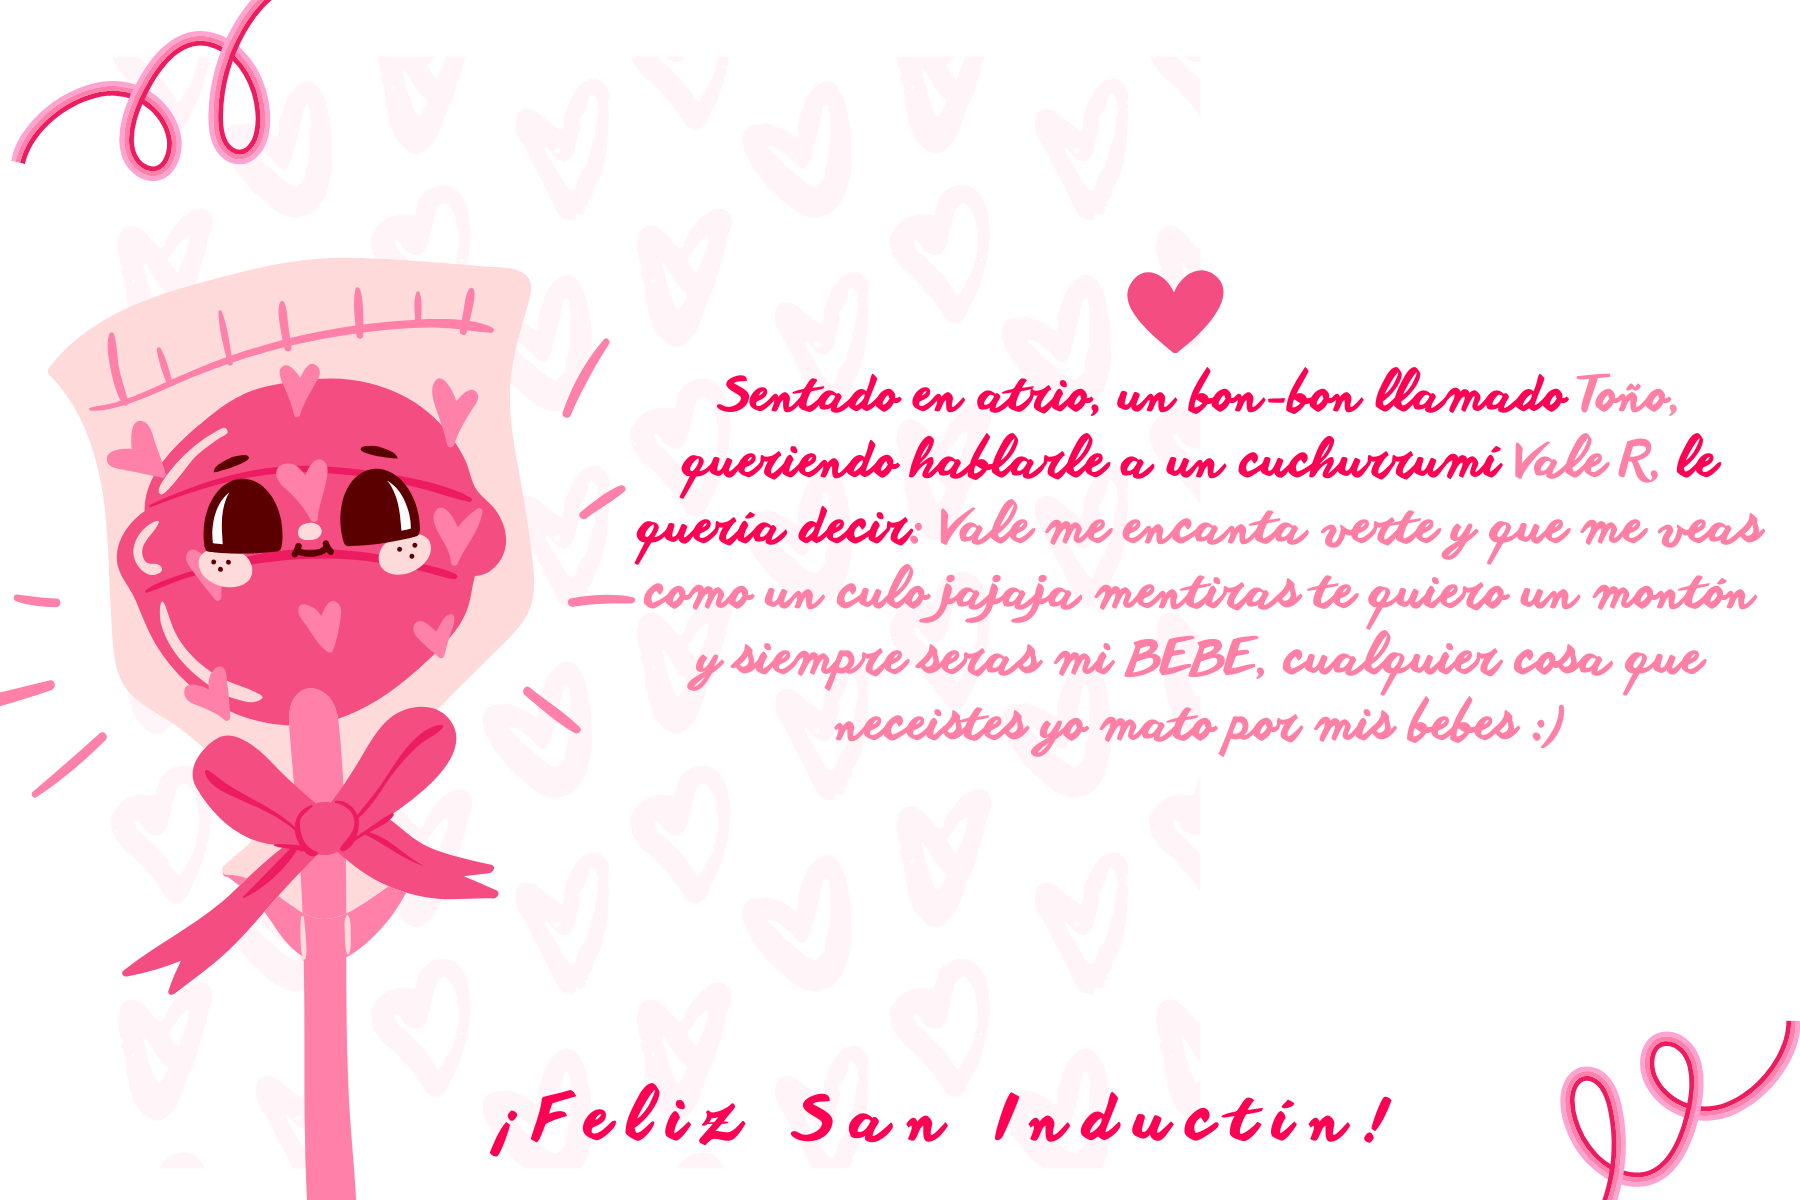 Sentado en atrio, un bon-bon llamado Toño,
queriendo hablarle a un cuchurrumí Vale R, le
quería decir: Vale me encanta verte y que me veas
como un culo jajaja mentiras te quiero un montón
y siempre seras mi BEBE, cualquier cosa que
neceistes yo mato por mis bebes :)
¡Feliz San Inductín!